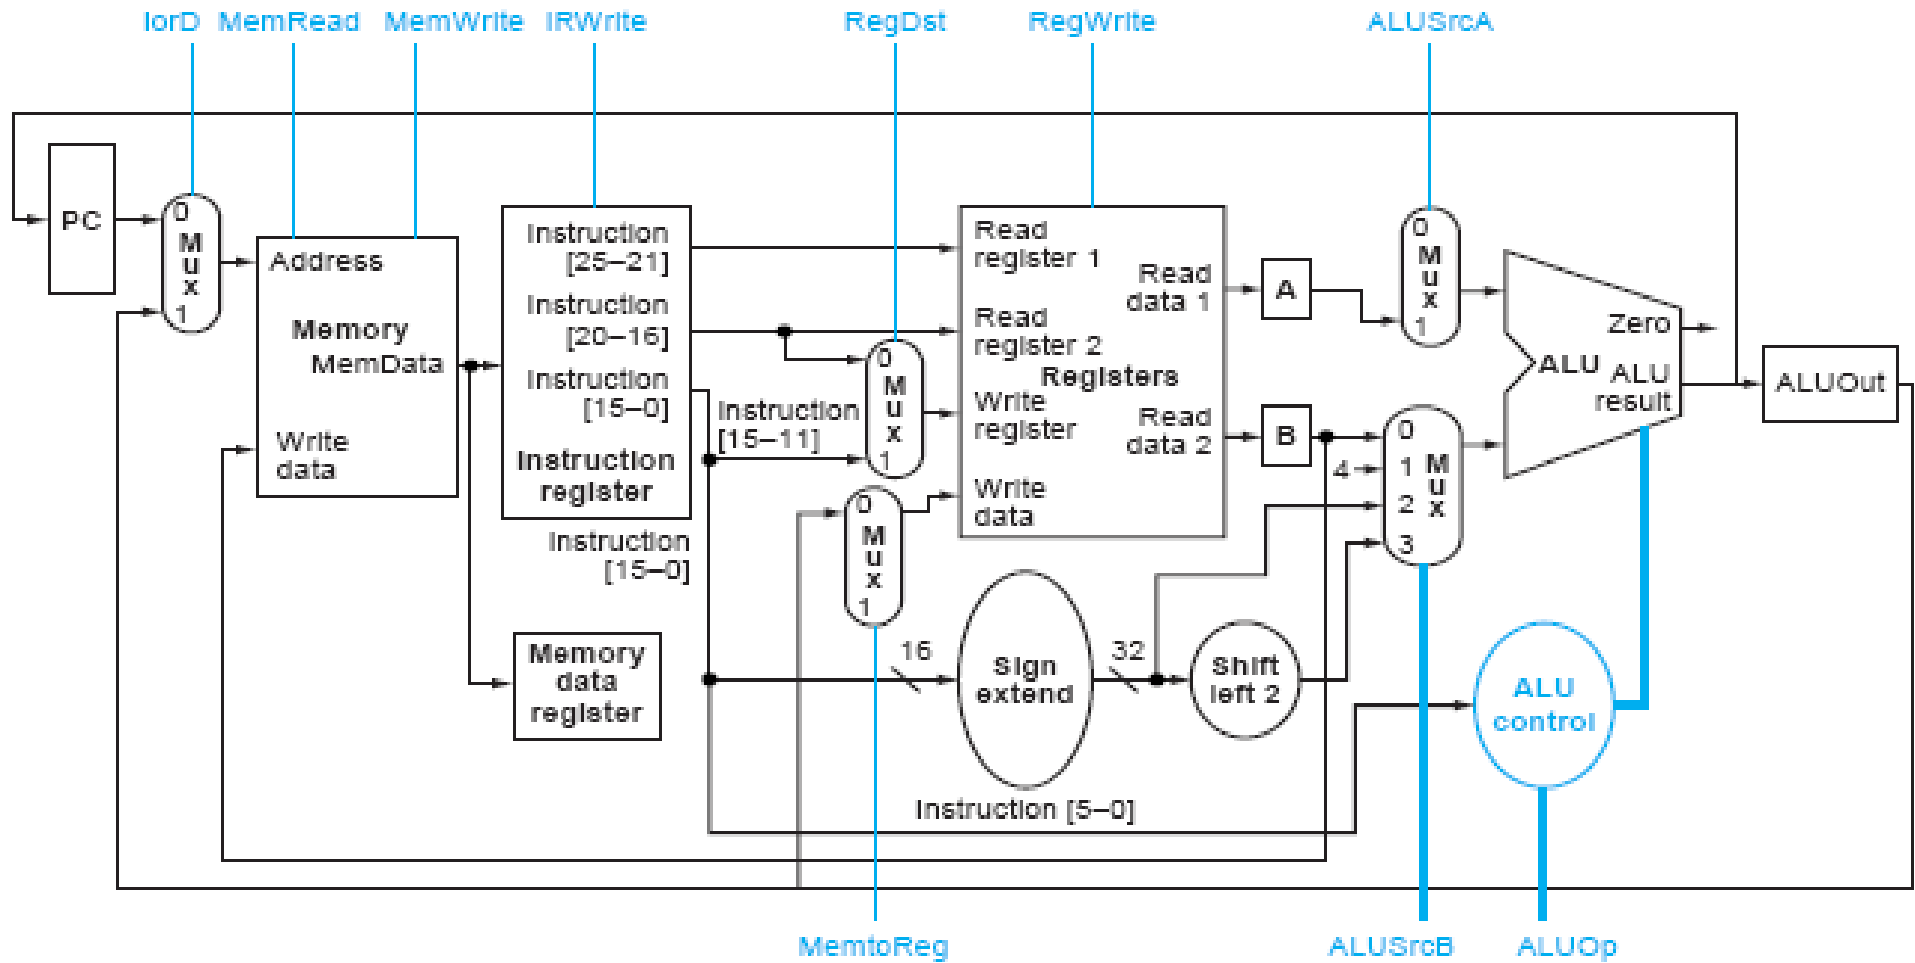 IorD MemRead MemWrite IRWrite RegDst RegWrite ALUSrcA
PC
0
M
u
x
1
Address
Memory
MemData
Write
data
Instruction
[25–21]
Instruction
[20–16]
Instruction
[15–0]
Instruction
register
Instruction
[15–0]
Memory
data
register
Instruction
[15–11]
0
M
u
x
1
0
M
u
x
1
Read
register 1
Read
register 2
Registers
Write
register
Write
data
Read
data 1
Read
data 2
16
Sign
extend
32
Shift
left 2
Instruction [5–0]
A
B
4
0
M
u
x
1
0
1
2
3
M
u
x
Zero
ALU
ALU
result
ALUOut
ALU
control
MemtoReg ALUSrcB ALUOp